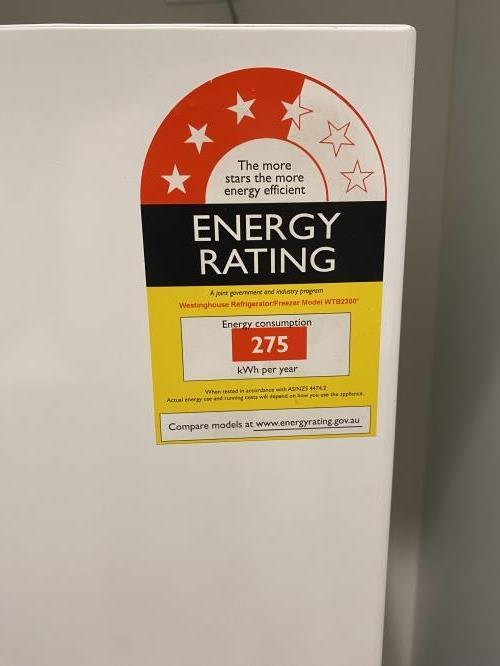 The more
stars the more
energy efficient
ENERGY
RATING
A joint government and industry program
Westinghouse Refrigerator/Freezer Model WTB2300*
Energy consumption
275
kWh per year
When tested in accordance with AS/NZS 4474.2
Actual energy use and running costs will depend on how you use the appliance.
Compare models at www.energyrating.gov.au